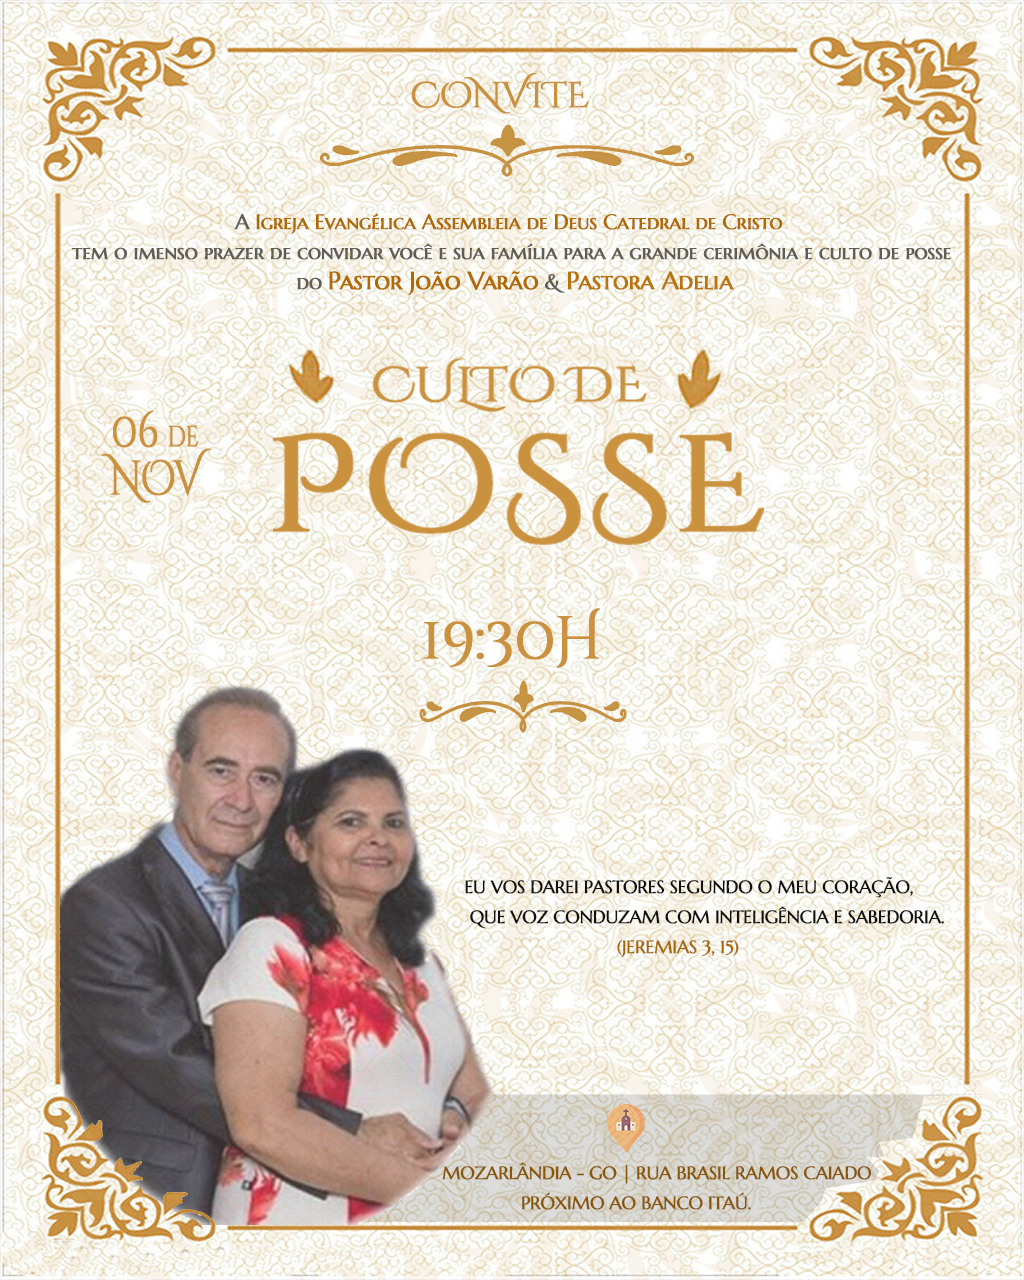 CONVITE
A Igreja Evangélica Assembleia de Deus Catedral de Cristo
tem o imenso prazer de convidar você e sua família para a grande cerimônia e culto de posse
do Pastor João Varão & Pastora Adelia
CULTO DE
POSSE
06 DE
NOV
19:30H
EU VOS DAREI PASTORES SEGUNDO O MEU CORAÇÃO,
QUE VOZ CONDUZAM COM INTELIGÊNCIA E SABEDORIA.
(JEREMIAS 3, 15)
MOZARLÂNDIA - GO | RUA BRASIL RAMOS CAIADO
PRÓXIMO AO BANCO ITAÚ.